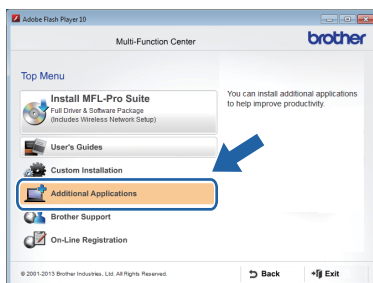 Adobe Flash Player 10
Multi-Function Center
brother
Top Menu
Install MFL-Pro Suite
Full Driver & Software Package
(Includes Wireless Network Setup)
User's Guides
Custom Installation
Additional Applications
Brother Support
On-Line Registration
You can install additional applications
to help improve productivity.
© 2001-2013 Brother Industries, Ltd. All Rights Reserved.
Back
Exit